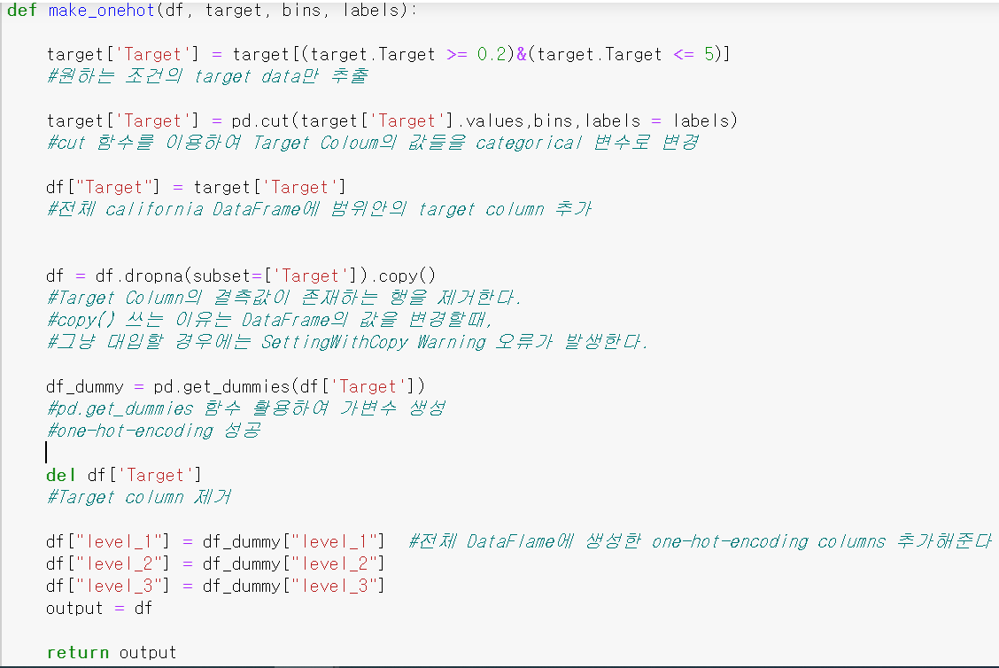 def make_onehot(df, target, bins, labels):
target['Target'] = target[(target.Target >= 0.2)&(target.Target <= 5)]
#원하는 조건의 target data만 추출
target['Target'] = pd.cut(target['Target'].values,bins,labels = labels)
#cut 함수를 이용하여 Target Coloum의 값들을 categorical 변수로 변경
df["Target"] = target['Target']
#전체 california DataFrame에 범위안의 target column 추가
df = df.dropna(subset=['Target']).copy()
#Target Column의 결측값이 존재하는 행을 제거한다.
#copy() 쓰는 이유는 DataFrame의 값을 변경할때,
#그냥 대입할 경우에는 SettingWithCopy Warning 오류가 발생한다.
df_dummy = pd.get_dummies(df['Target'])
#pd.get_dummies 함수 활용하여 가변수 생성
#one-hot-encoding 성공
del df['Target']
#Target column 제거
df["level_1"] = df_dummy["level_1"]  #전체 DataFlame에 생성한 one-hot-encoding columns 추가해준다
df["level_2"] = df_dummy["level_2"]
df["level_3"] = df_dummy["level_3"]
output = df
return output